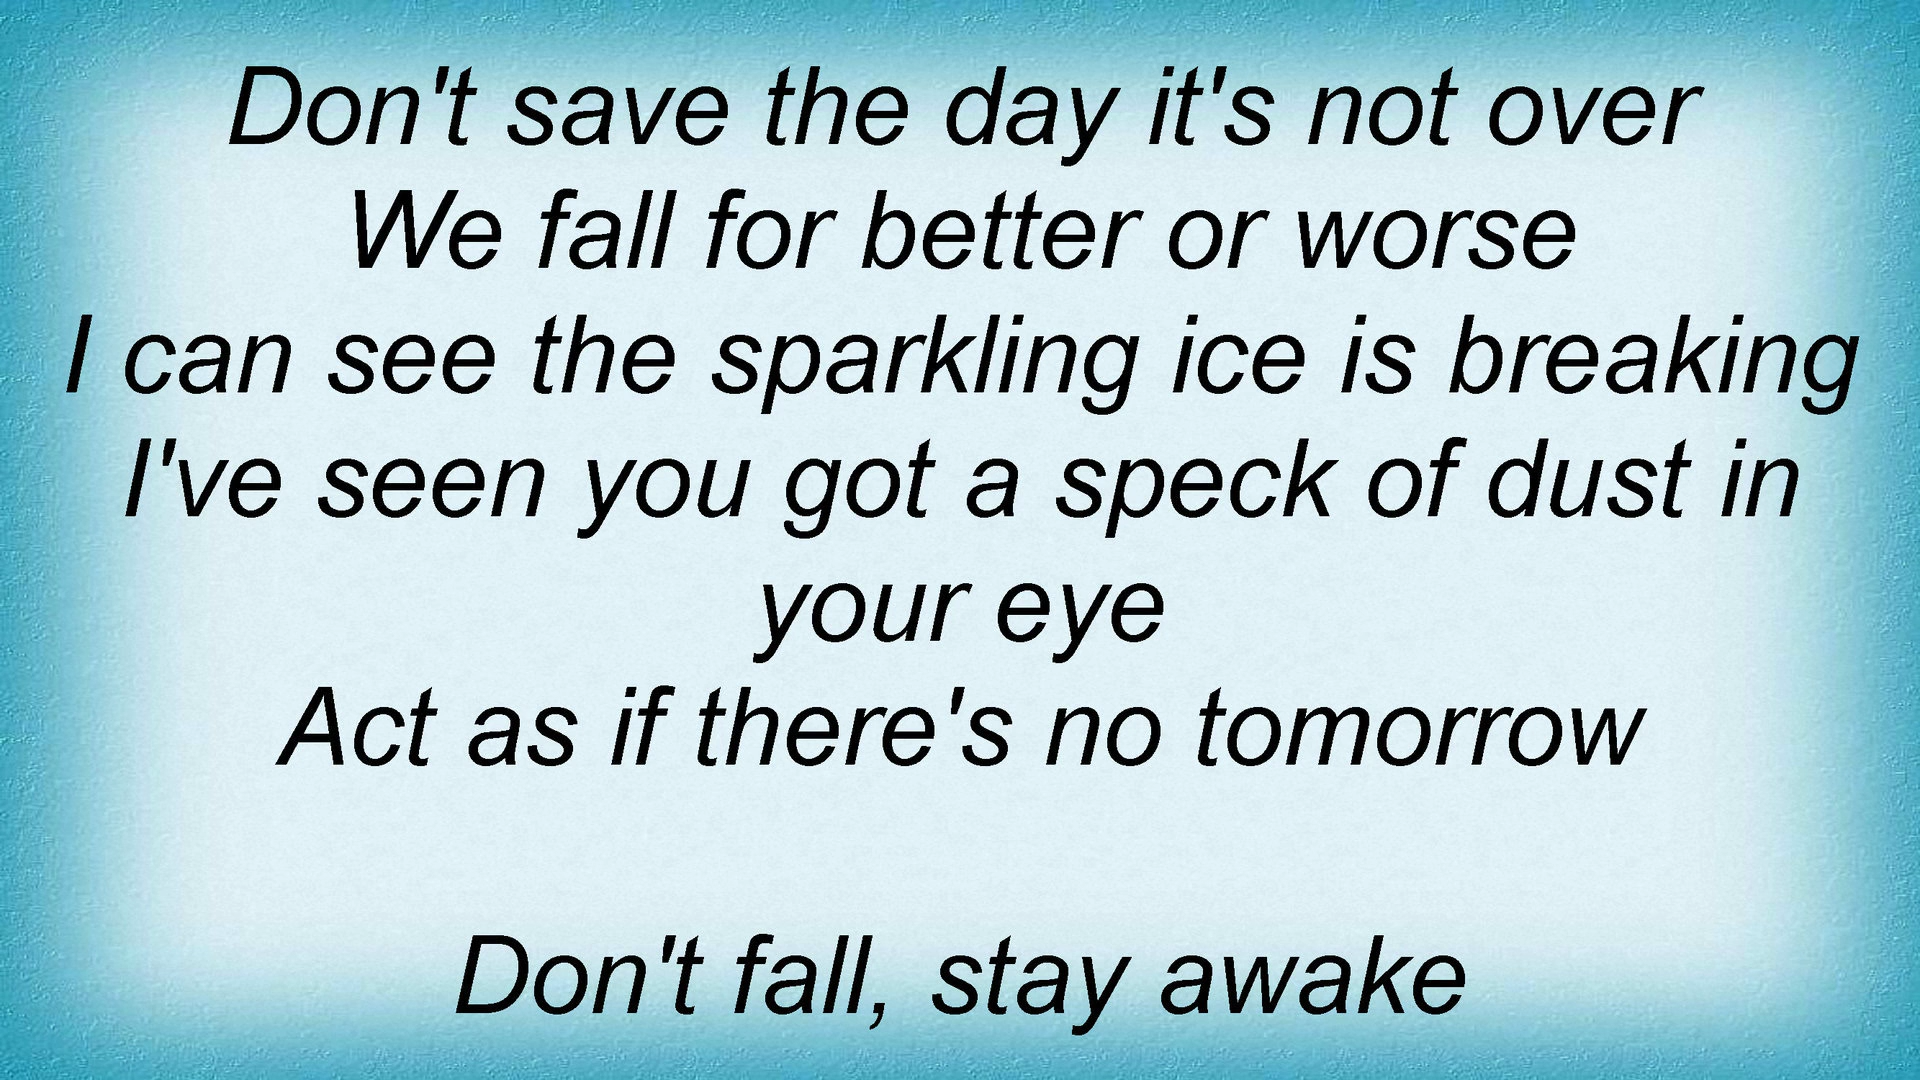 Don't save the day it's not over
We fall for better or worse
I can see the sparkling ice is breaking
I've seen you got a speck of dust in
your eye
Act as if there's no tomorrow
Don't fall, stay awake